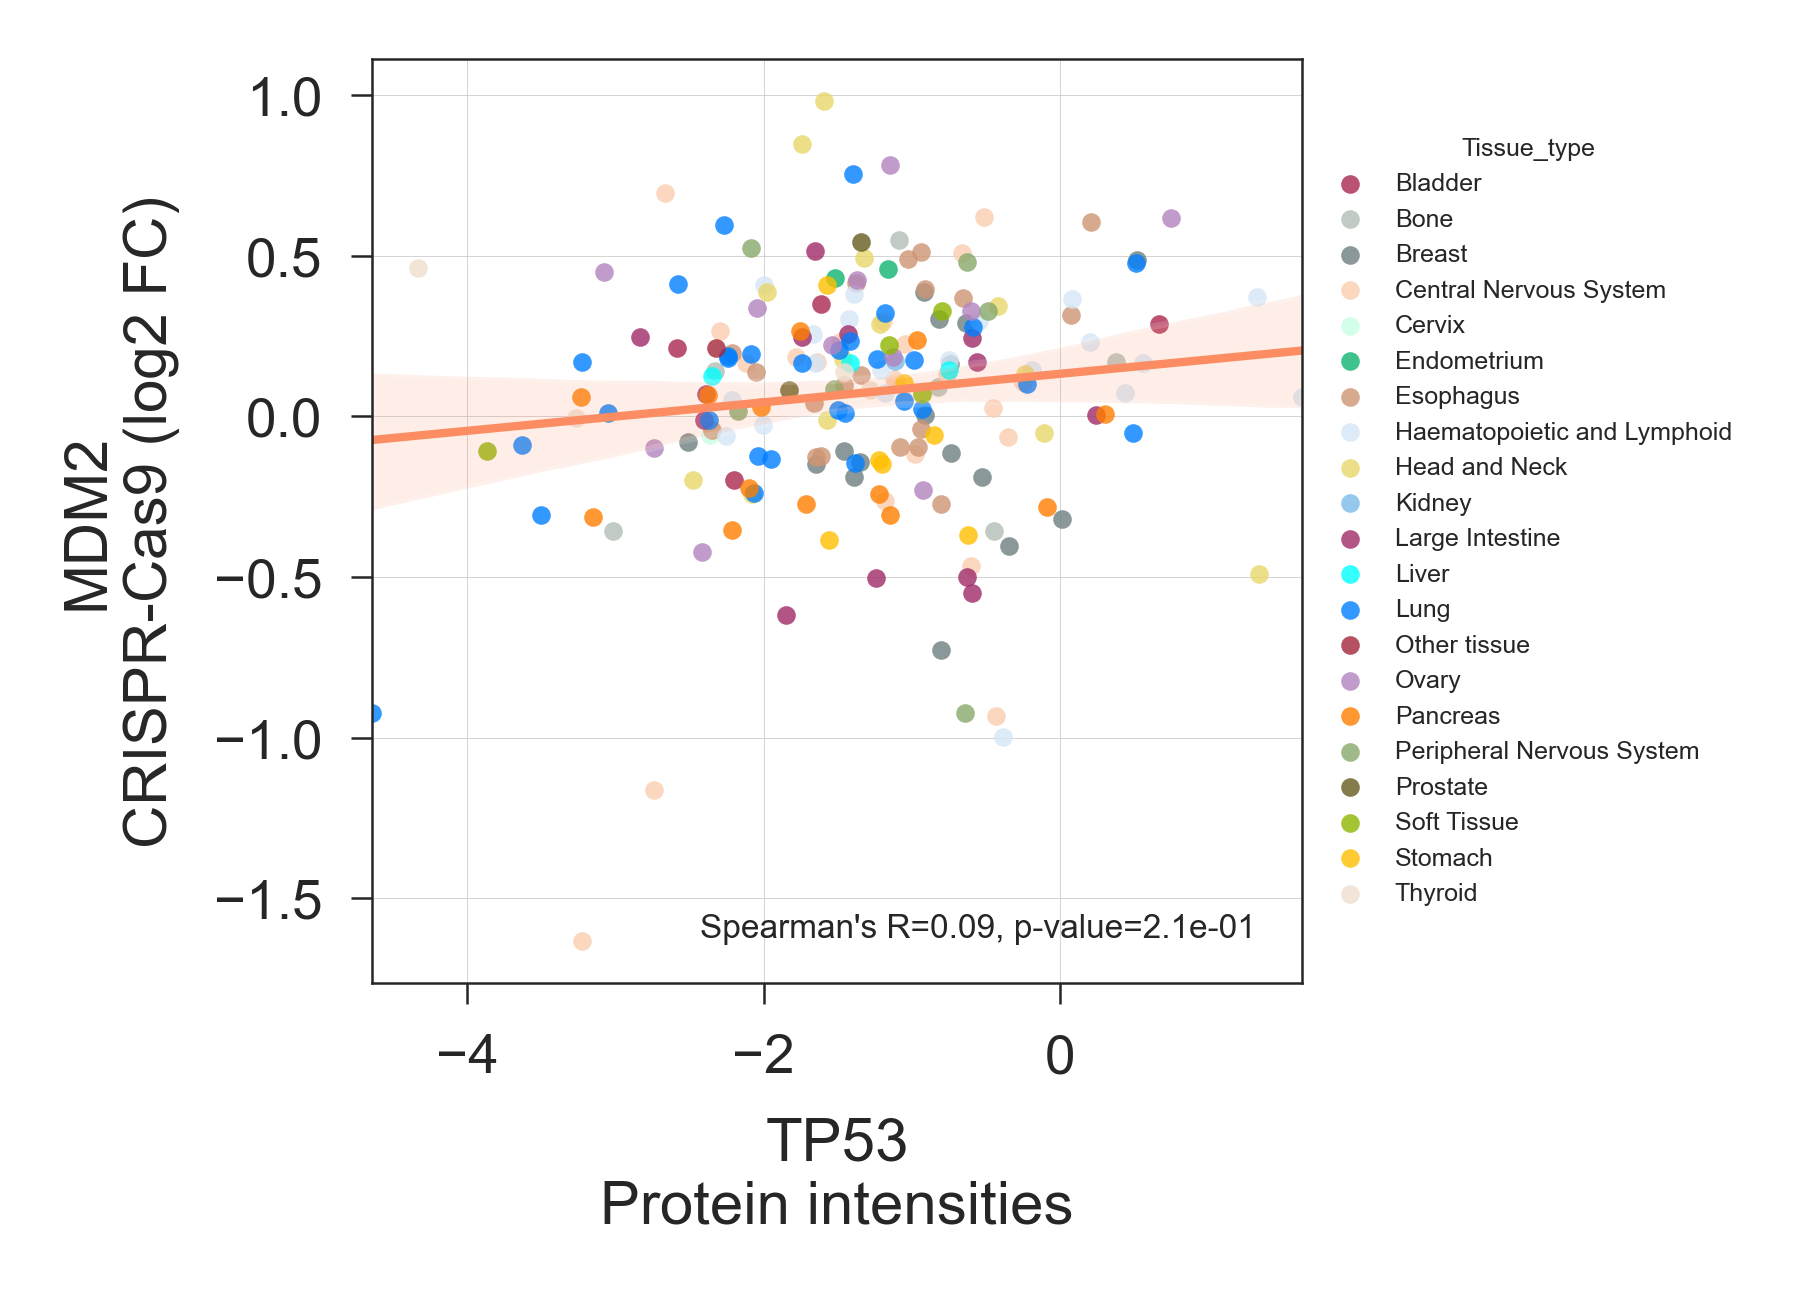 MDM2
CRISPR-Cas9 (log2 FC)
1.0
0.5
0.0
−0.5
−1.0
−1.5
Spearman's R=0.09, p-value=2.1e-01
−4
−2
0
TP53
Protein intensities
Tissue_type
Bladder
Bone
Breast
Central Nervous System
Cervix
Endometrium
Esophagus
Haematopoietic and Lymphoid
Head and Neck
Kidney
Large Intestine
Liver
Lung
Other tissue
Ovary
Pancreas
Peripheral Nervous System
Prostate
Soft Tissue
Stomach
Thyroid